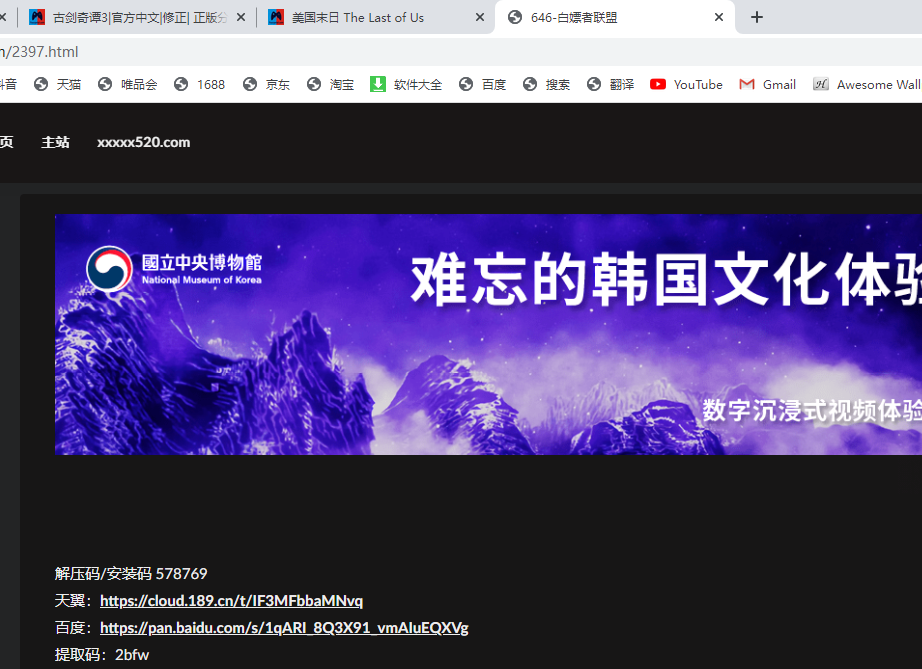 古剑奇谭3|官方中文|修正| 正版分
美国末日 The Last of Us
646-白嫖者联盟
/2397.html
抖音 天猫 唯品会 1688 京东 淘宝 软件大全 百度 搜索 翻译 YouTube Gmail Awesome Wall
页 主站 xxxxx520.com
國立中央博物館
National Museum of Korea
难忘的韩国文化体验
数字沉浸式视频体验
解压码/安装码 578769
天翼：https://cloud.189.cn/t/IF3MFbbaMNvq
百度：https://pan.baidu.com/s/1qARI_8Q3X91_vmAIuEQXVg
提取码：2bfw